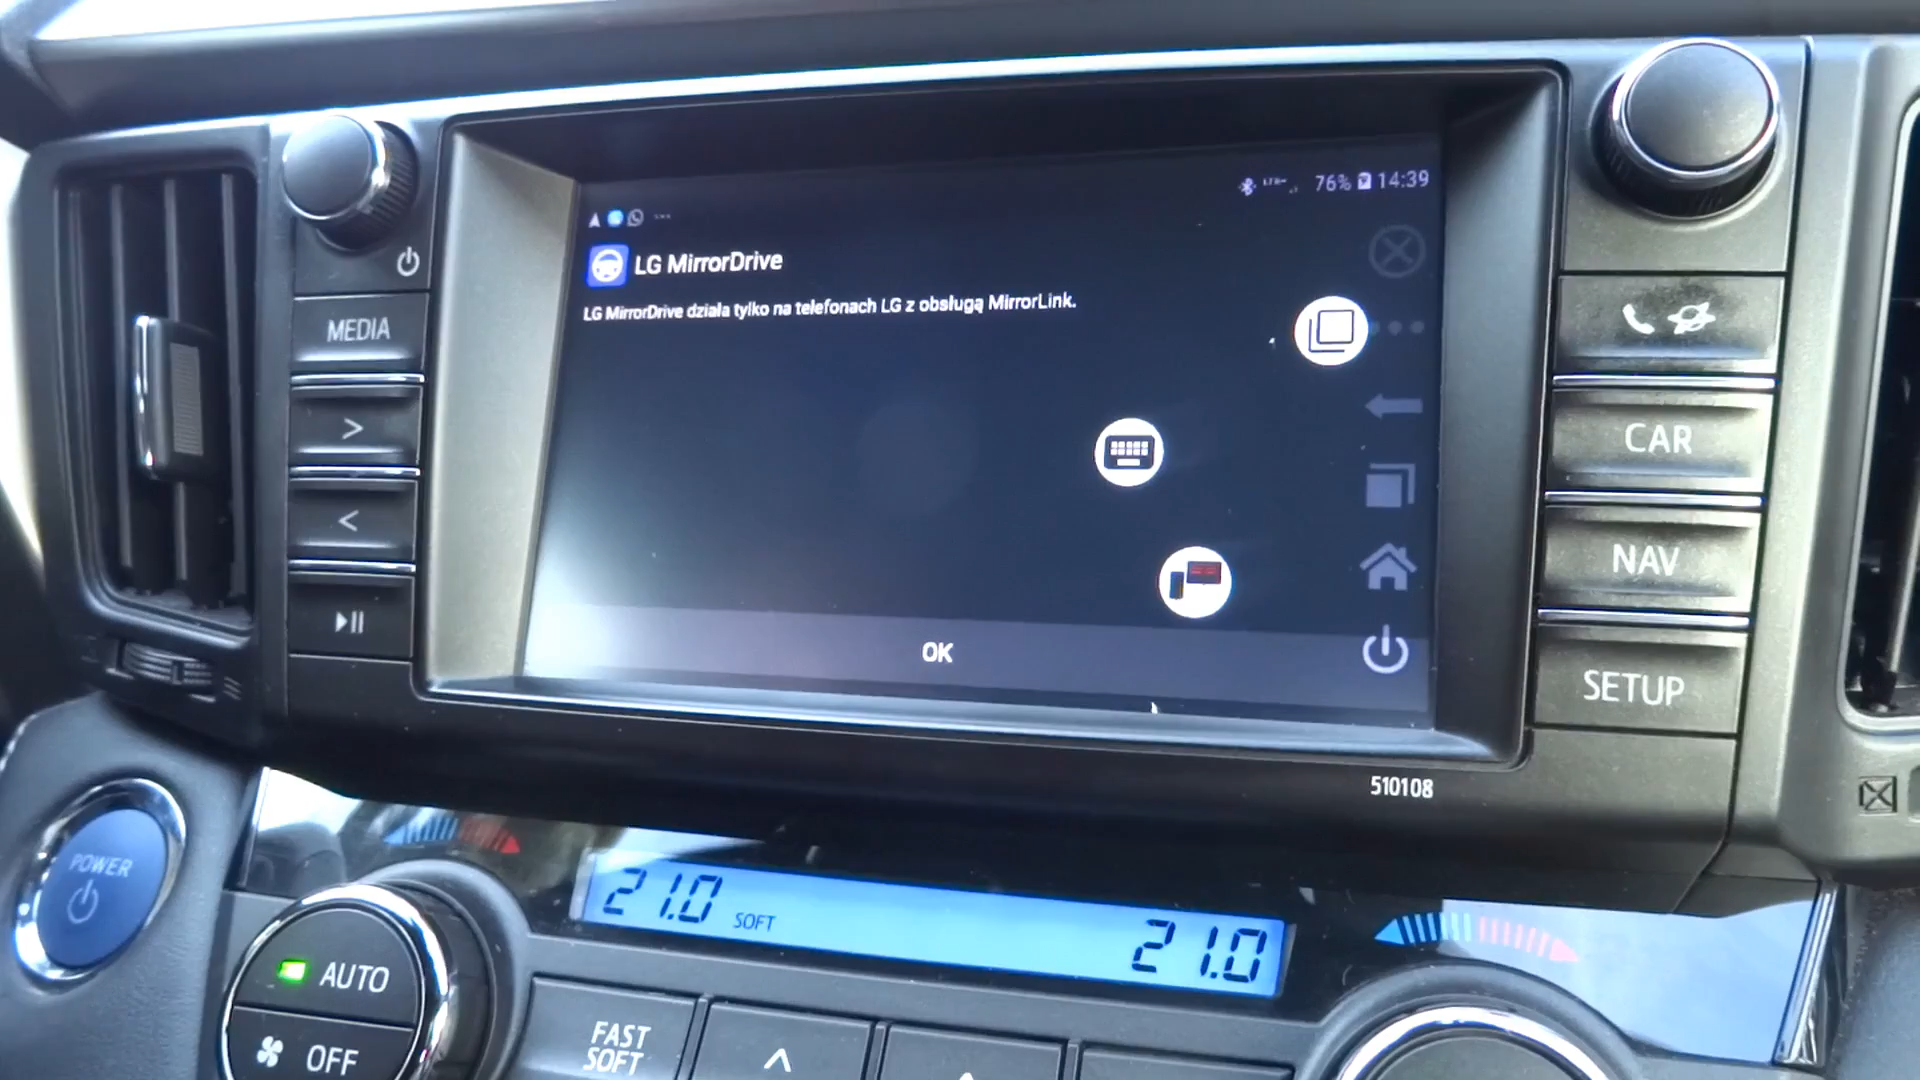 76% 14:39
LG MirrorDrive
LG MirrorDrive działa tylko na telefonach LG z obsługą MirrorLink.
OK
MEDIA
>
<
CAR
NAV
SETUP
510108
POWER
21.0 SOFT 21.0
AUTO
OFF
FAST
SOFT